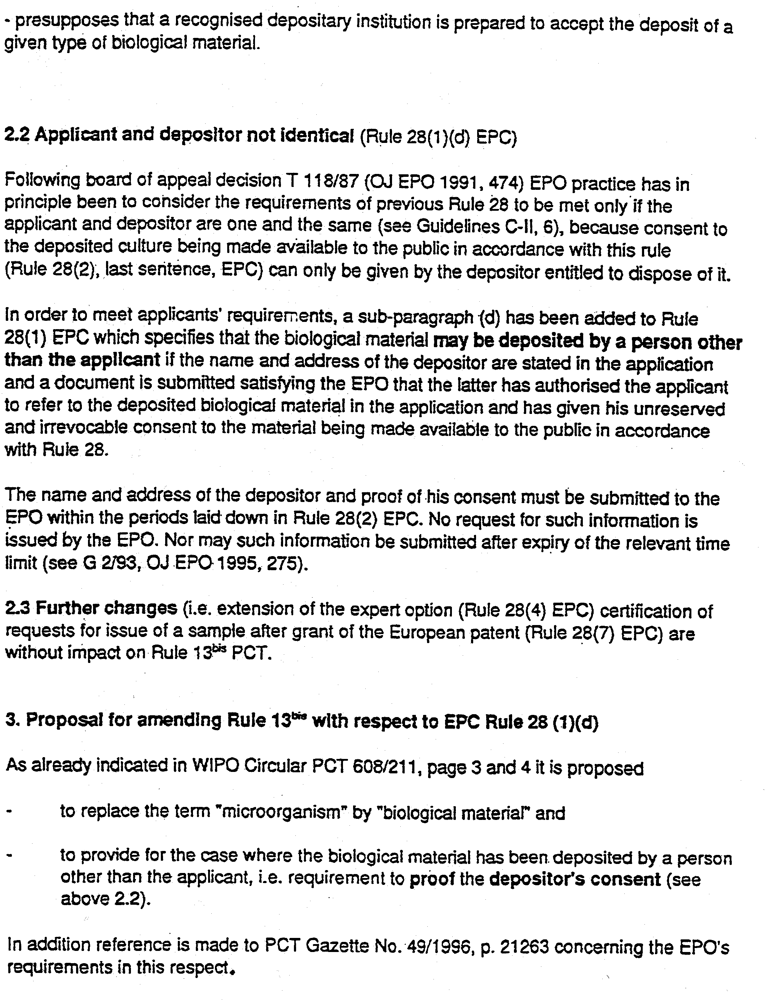 - presupposes that a recognised depositary institution is prepared to accept the deposit of a
given type of biological material.
2.2 Applicant and depositor not identical (Rule 28(1)(d) EPC)
Following board of appeal decision T 118/87 (OJ EPO 1991, 474) EPO practice has in
principle been to consider the requirements of previous Rule 28 to be met only if the
applicant and depositor are one and the same (see Guidelines C-II, 6), because consent to
the deposited culture being made available to the public in accordance with this rule
(Rule 28(2), last sentence, EPC) can only be given by the depositor entitled to dispose of it.
In order to meet applicants' requirements, a sub-paragraph (d) has been added to Rule
28(1) EPC which specifies that the biological material may be deposited by a person other
than the applicant if the name and address of the depositor are stated in the application
and a document is submitted satisfying the EPO that the latter has authorised the applicant
to refer to the deposited biological material in the application and has given his unreserved
and irrevocable consent to the material being made available to the public in accordance
with Rule 28.
The name and address of the depositor and proof of his consent must be submitted to the
EPO within the periods laid down in Rule 28(2) EPC. No request for such information is
issued by the EPO. Nor may such information be submitted after expiry of the relevant time
limit (see G 2/93, OJ EPO 1995, 275).
2.3 Further changes (i.e. extension of the expert option (Rule 28(4) EPC) certification of
requests for issue of a sample after grant of the European patent (Rule 28(7) EPC) are
without impact on Rule 13bis PCT.
3. Proposal for amending Rule 13bis with respect to EPC Rule 28 (1)(d)
As already indicated in WIPO Circular PCT 608/211, page 3 and 4 it is proposed
- to replace the term "microorganism" by "biological material" and
- to provide for the case where the biological material has been deposited by a person
other than the applicant, i.e. requirement to proof the depositor's consent (see
above 2.2).
In addition reference is made to PCT Gazette No. 49/1996, p. 21263 concerning the EPO's
requirements in this respect.